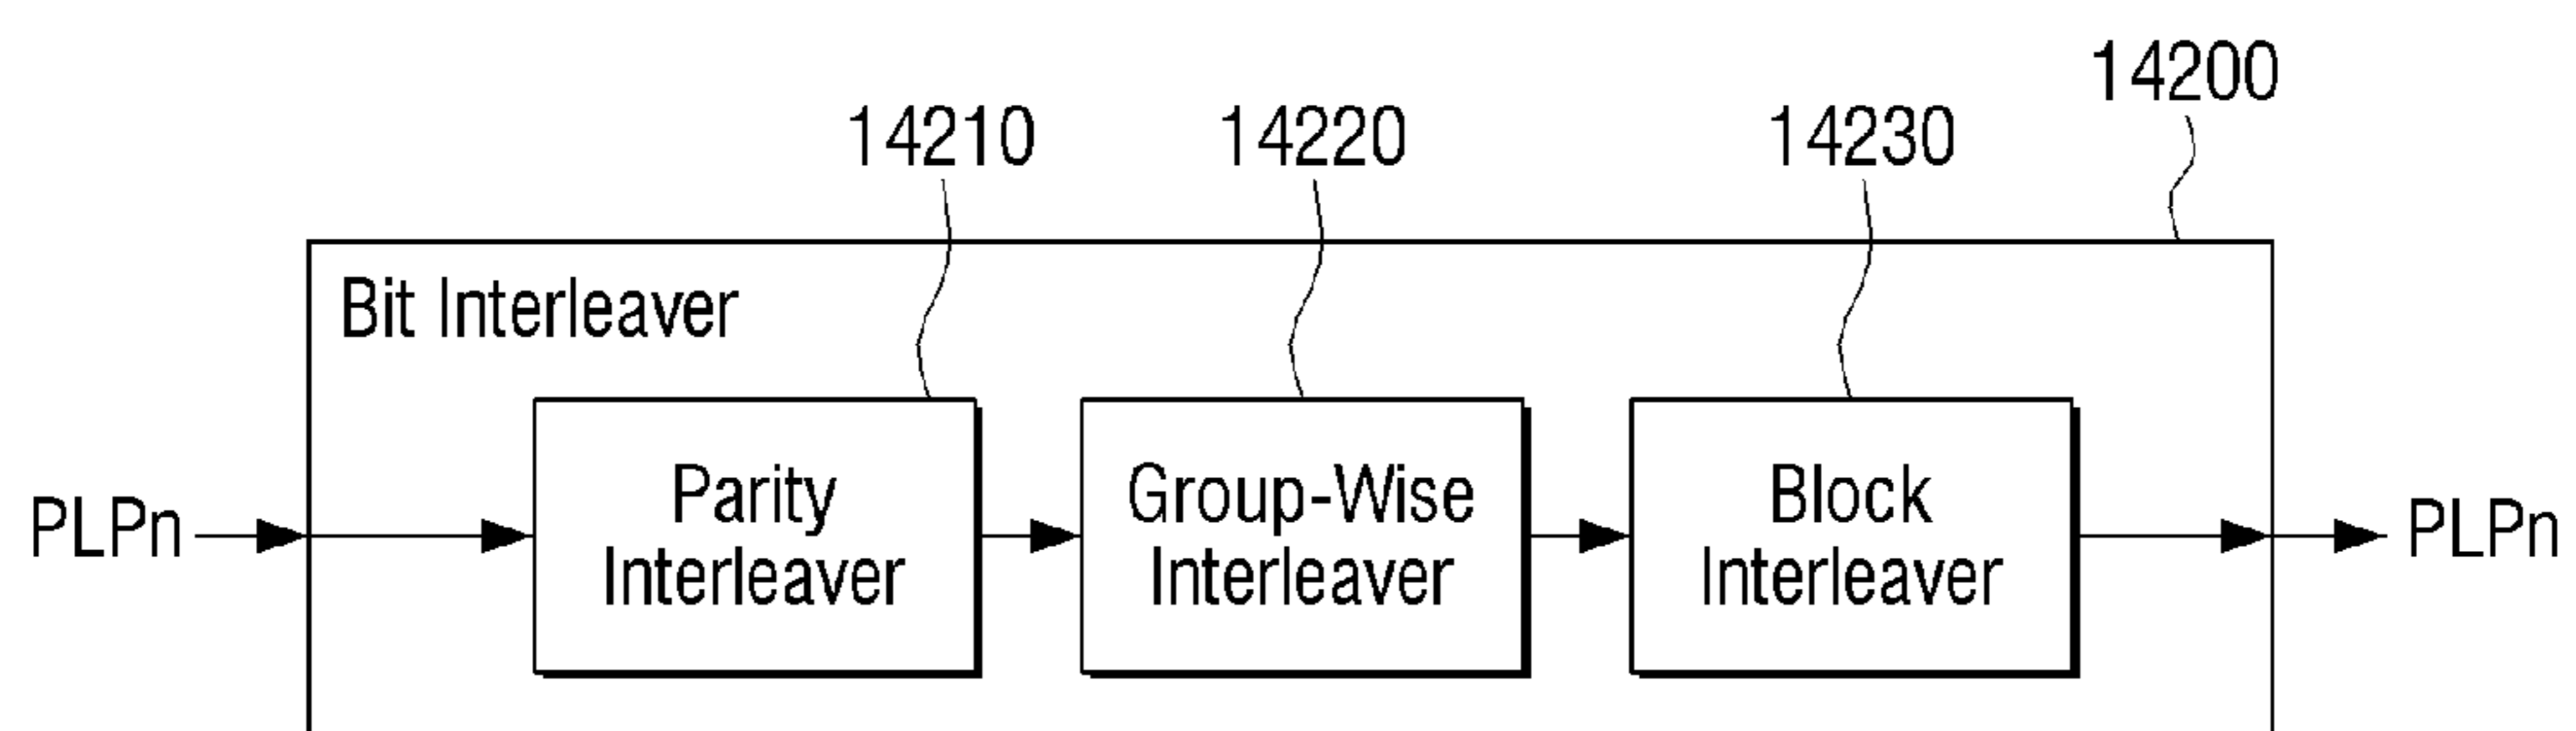 14200
14210 14220 14230
Bit Interleaver
Parity Interleaver
Group-Wise Interleaver
Block Interleaver
PLPn
PLPn